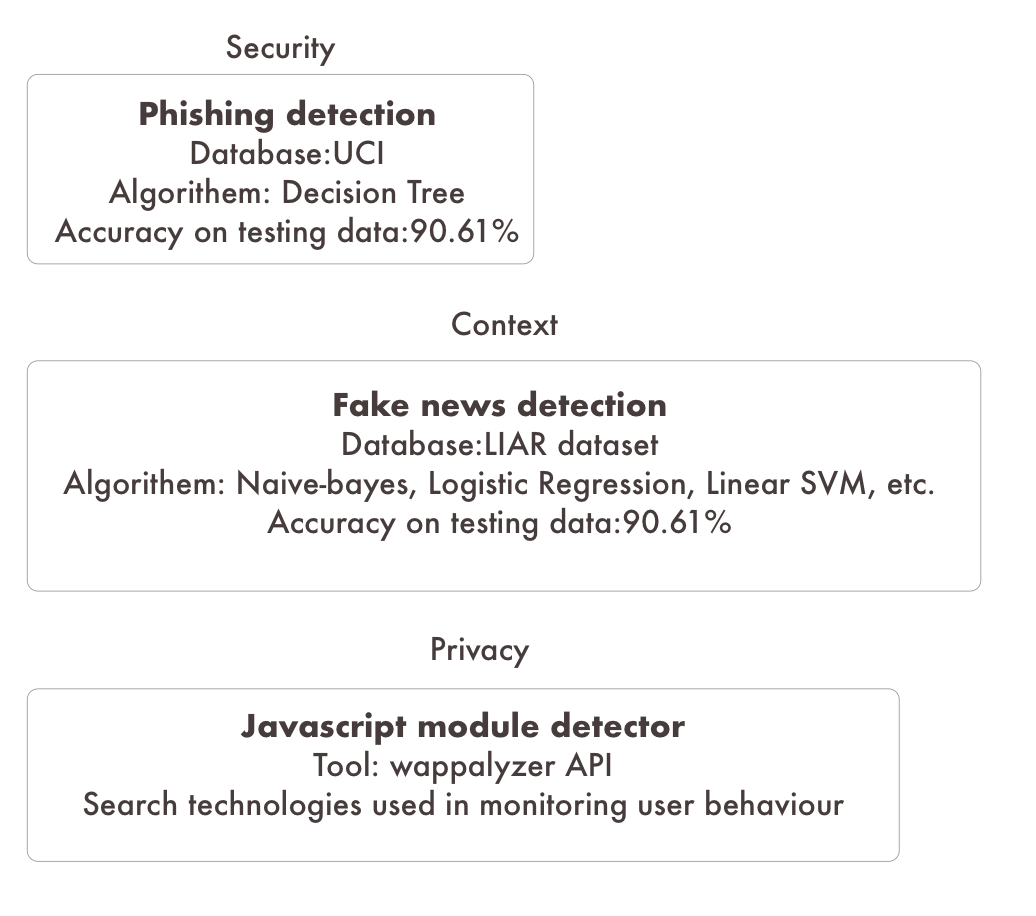 Security
Phishing detection
Database:UCI
Algorithem: Decision Tree
Accuracy on testing data:90.61%
Context
Fake news detection
Database:LIAR dataset
Algorithem: Naive-bayes, Logistic Regression, Linear SVM, etc.
Accuracy on testing data:90.61%
Privacy
Javascript module detector
Tool: wappalyzer API
Search technologies used in monitoring user behaviour